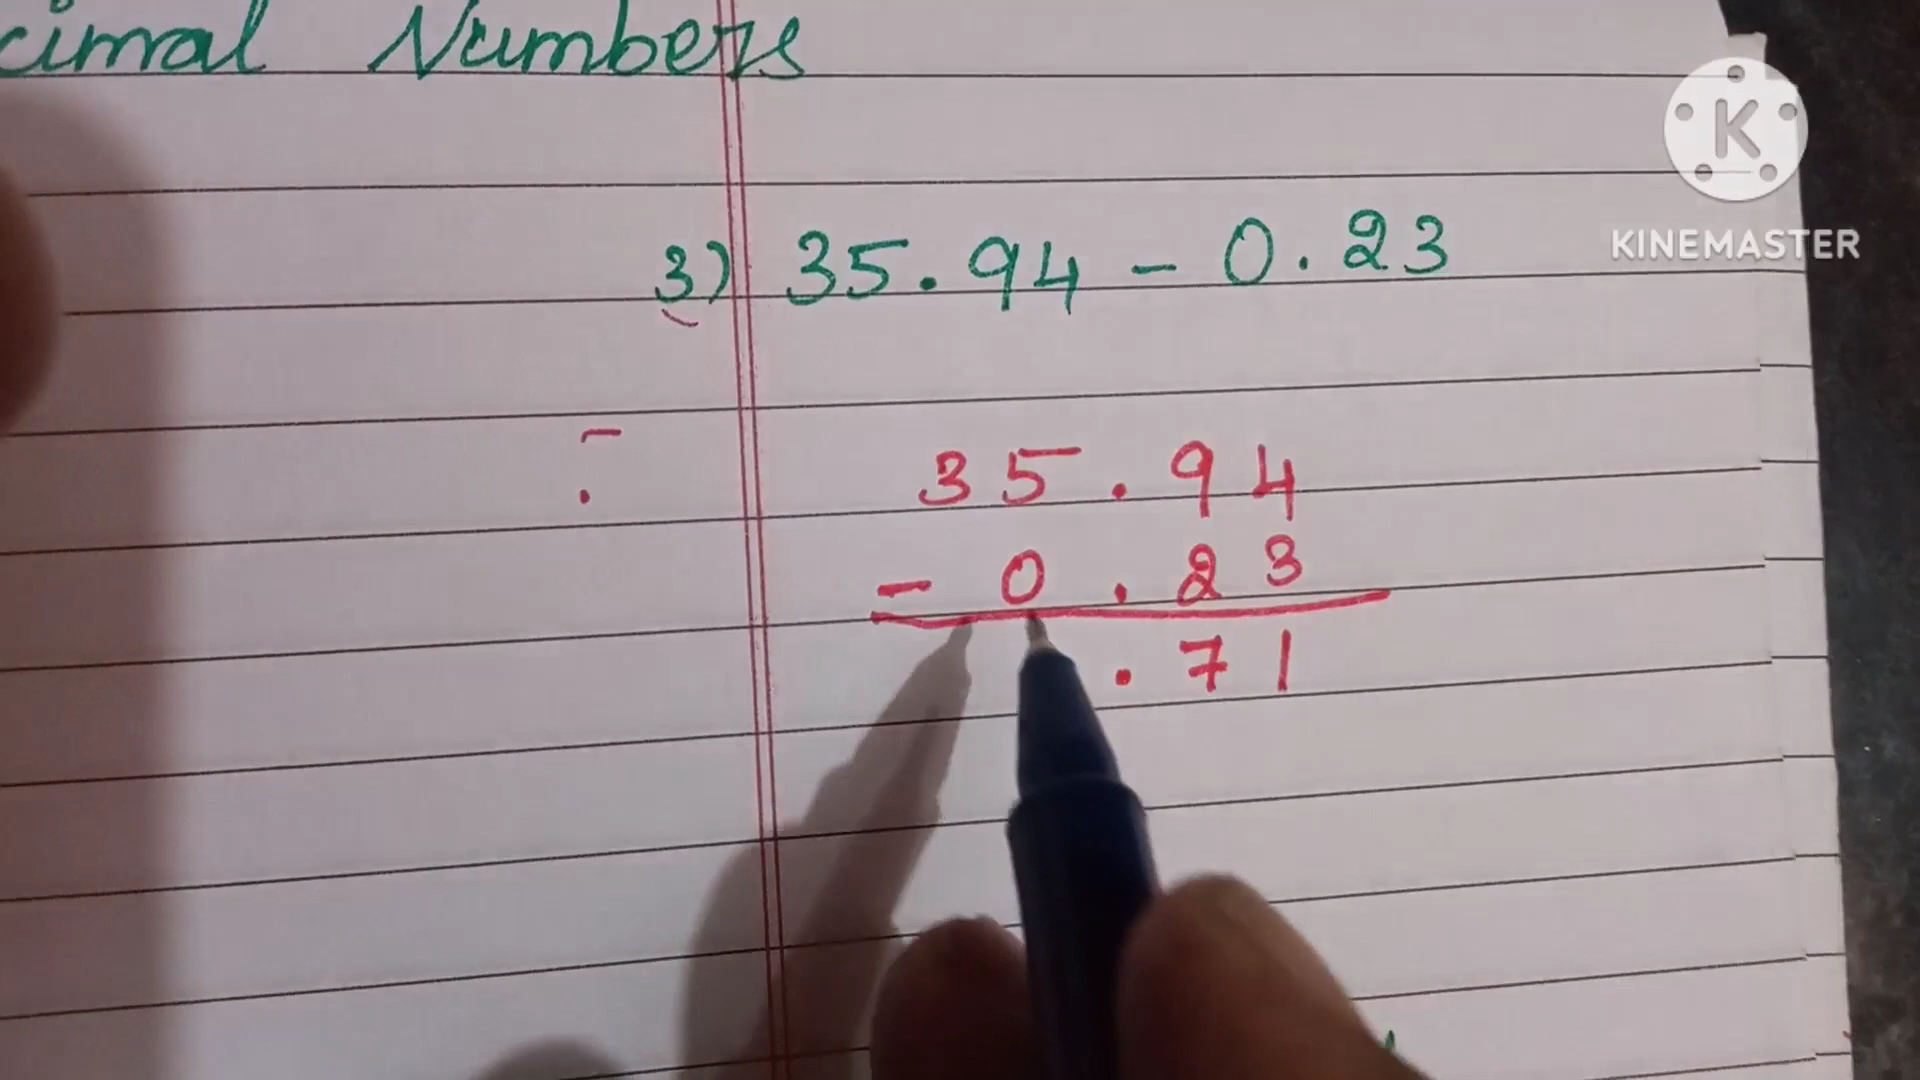 cimal Numbers
K
KINEMASTER
3) 35.94 - 0.23
35.94
- 0.23
.71